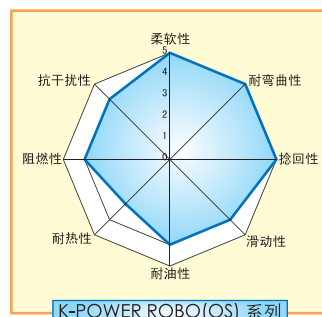 柔软性
5
抗干扰性
4
耐弯曲性
3
2
1
阻燃性
0
捻回性
耐热性
滑动性
耐油性
K-POWER ROBO(OS) 系列